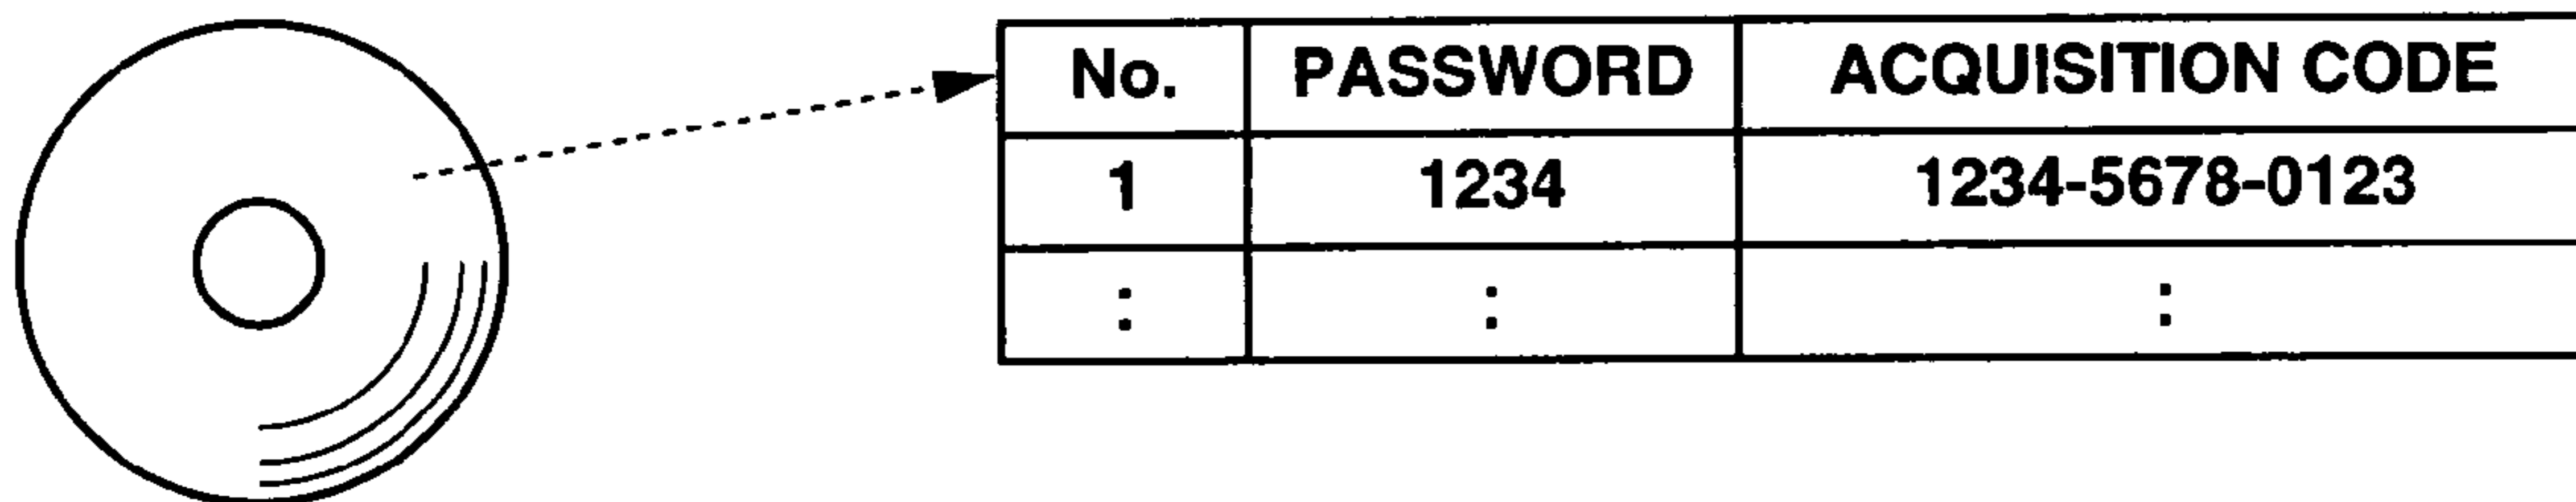 No. PASSWORD ACQUISITION CODE
1 1234 1234-5678-0123
: : :